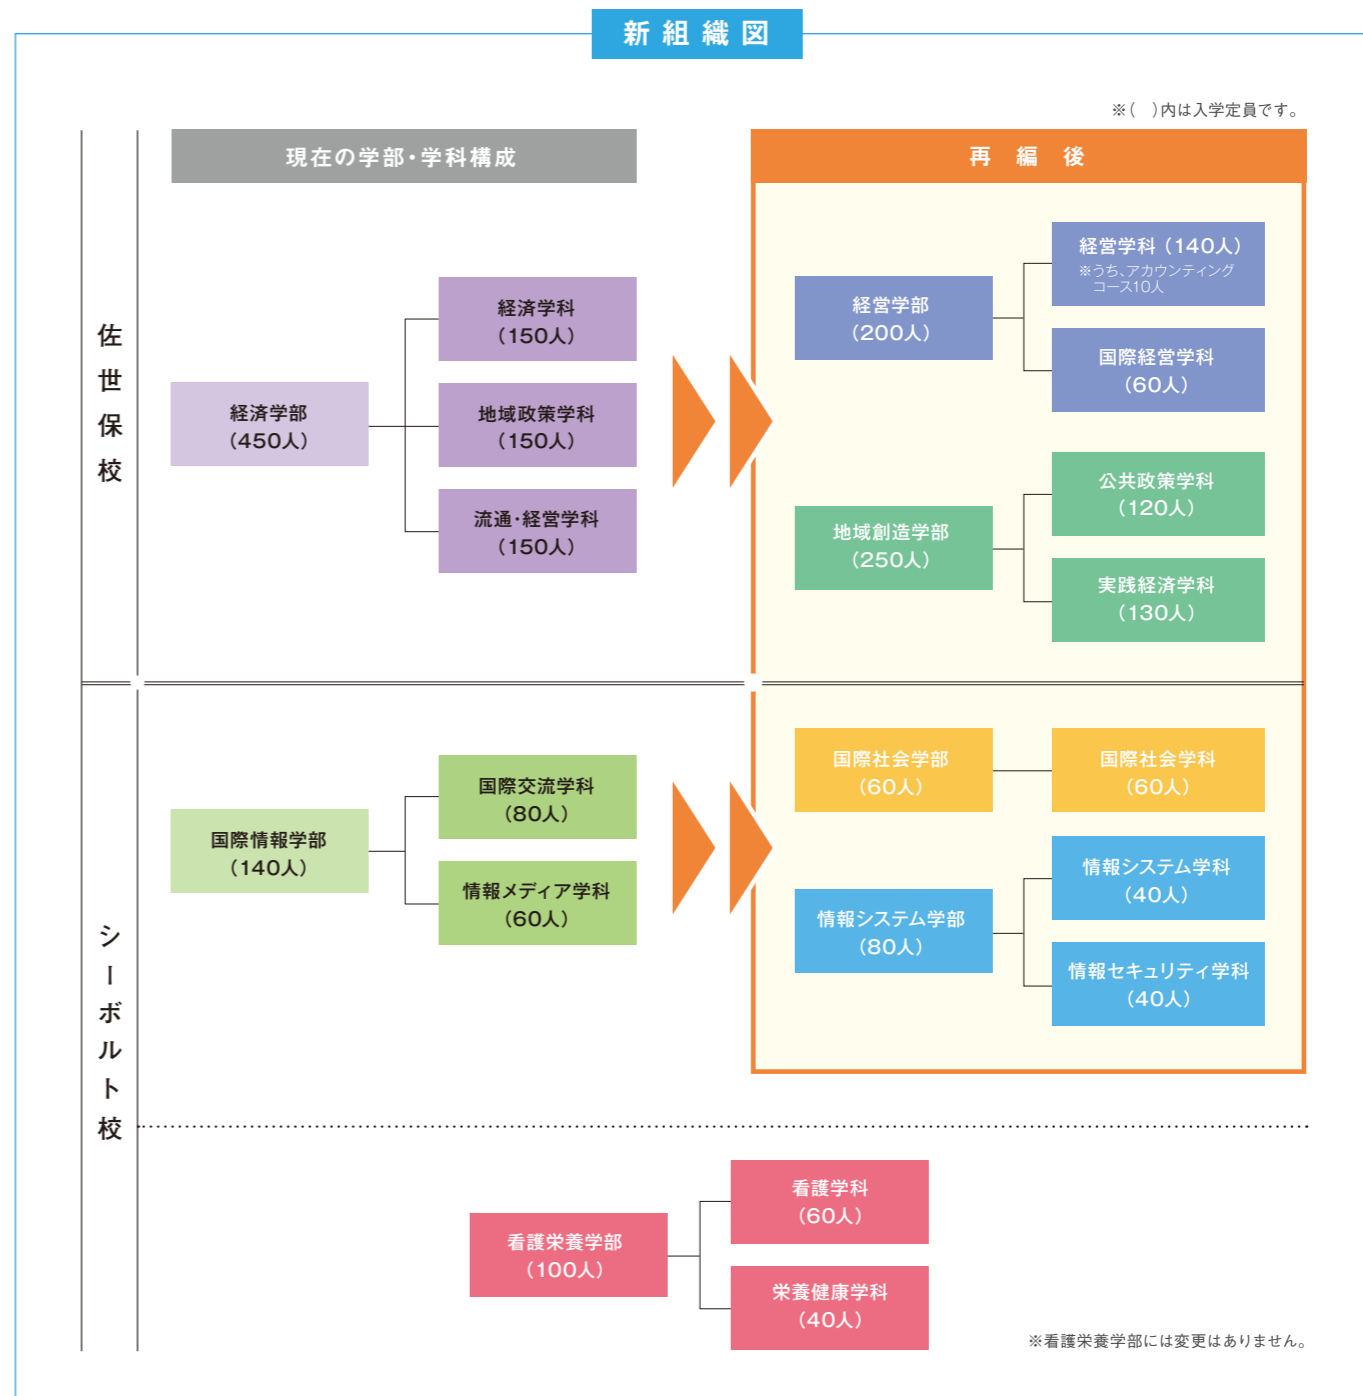 新組織図
※(　)内は入学定員です。
現在の学部・学科構成
再編後
佐世保校
経済学部
(450人)
経済学科
(150人)
地域政策学科
(150人)
流通・経営学科
(150人)
経営学部
(200人)
経営学科(140人)
※うち、アカウンティング
コース10人
国際経営学科
(60人)
地域創造学部
(250人)
公共政策学科
(120人)
実践経済学科
(130人)
シーボルト校
国際情報学部
(140人)
国際交流学科
(80人)
情報メディア学科
(60人)
国際社会学部
(60人)
国際社会学科
(60人)
情報システム学部
(80人)
情報システム学科
(40人)
情報セキュリティ学科
(40人)
看護栄養学部
(100人)
看護学科
(60人)
栄養健康学科
(40人)
※看護栄養学部には変更はありません。